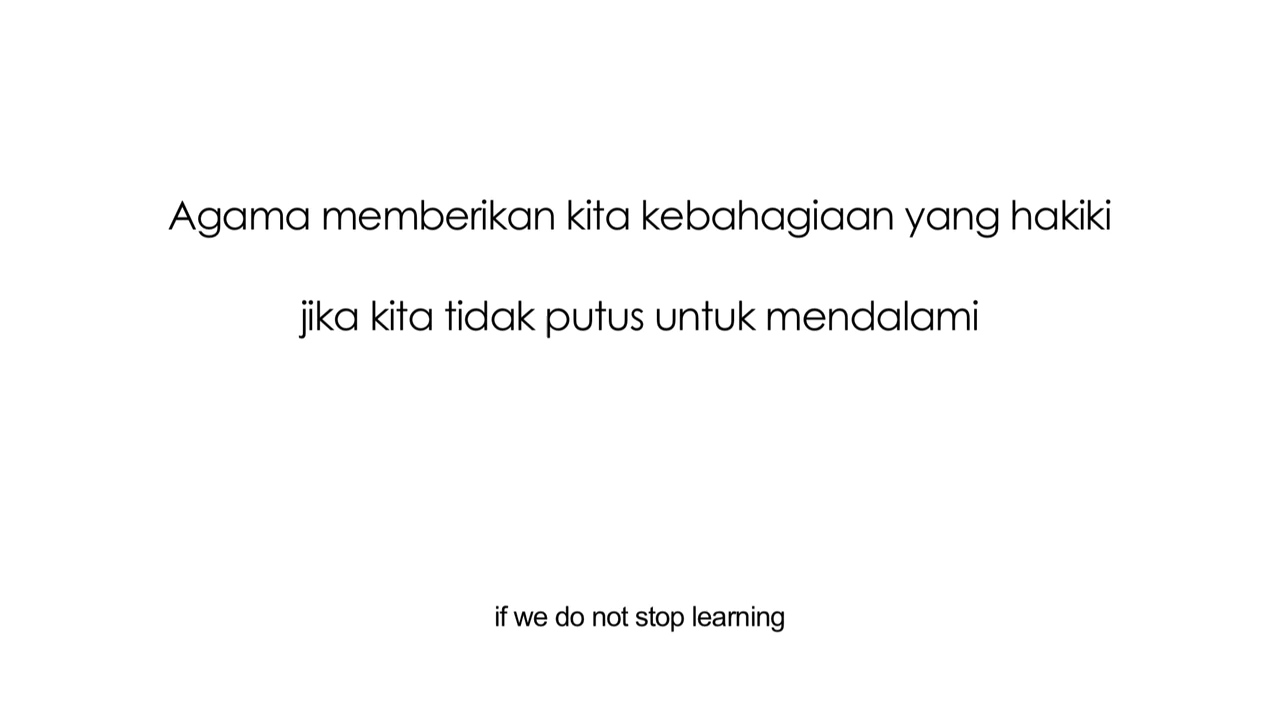 Agama memberikan kita kebahagiaan yang hakiki
jika kita tidak putus untuk mendalami
if we do not stop learning